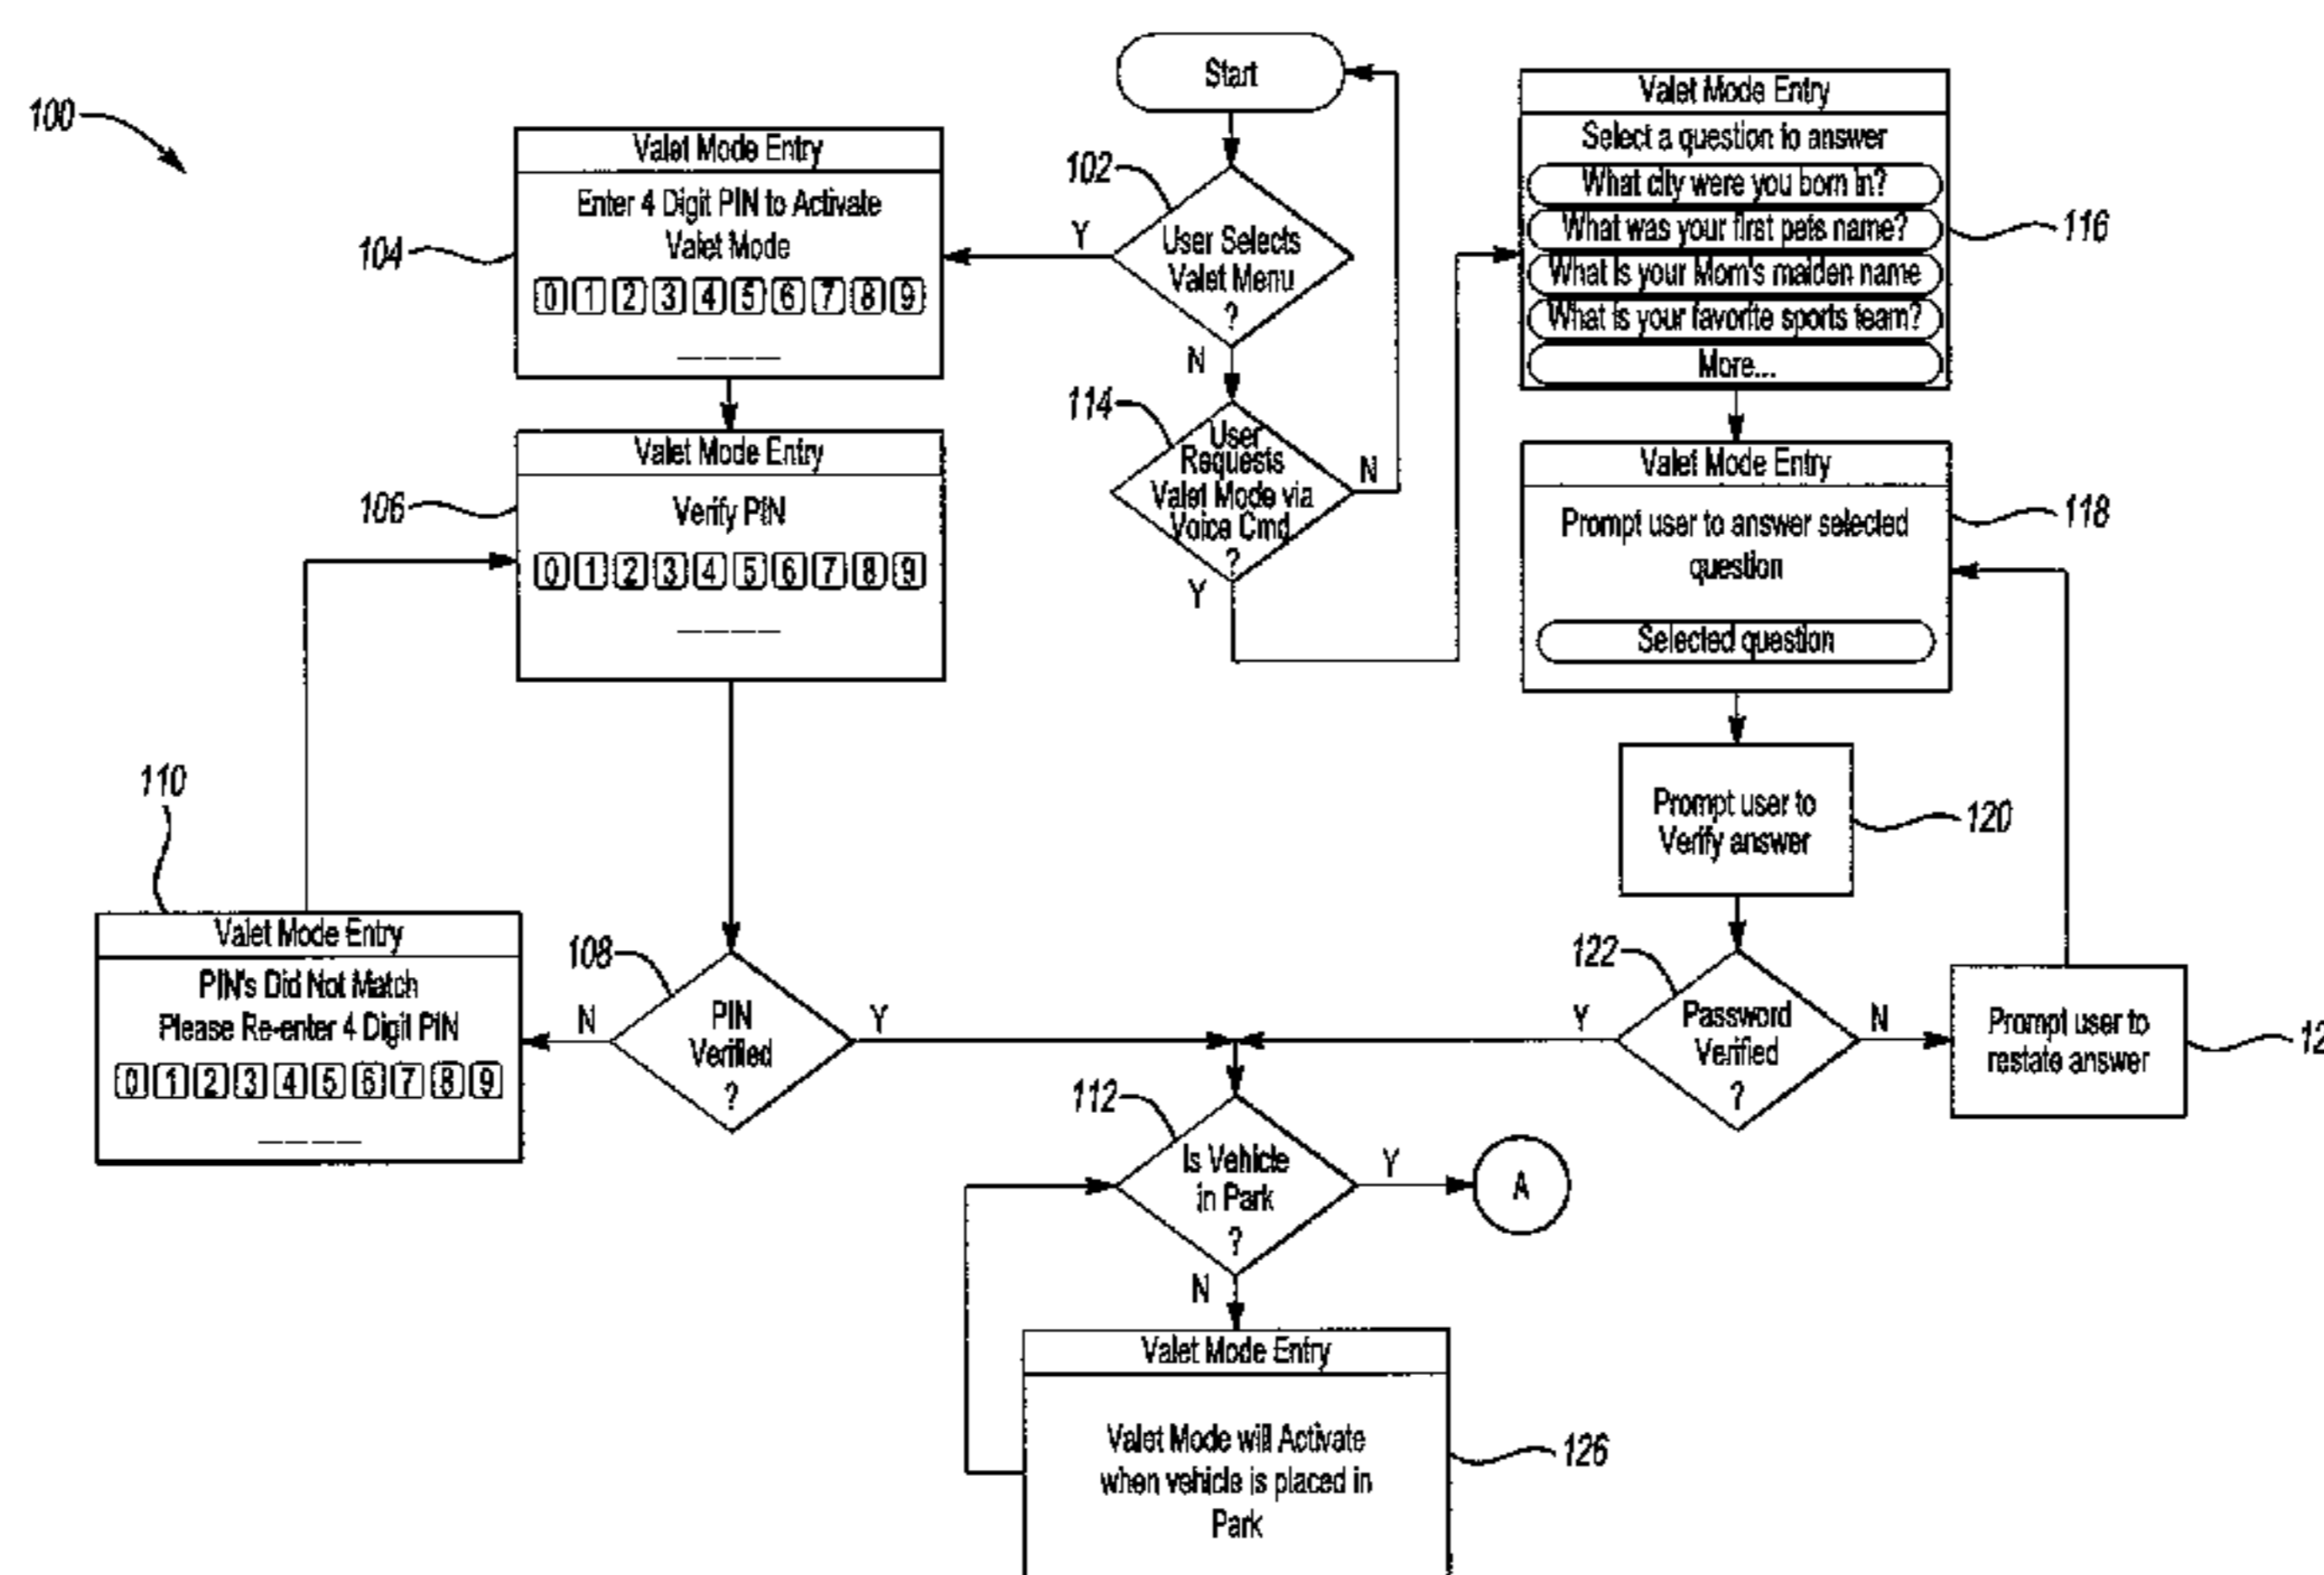 100
Start
102
User Selects
Valet Menu
?
Y
N
Valet Mode Entry
Enter 4 Digit PIN to Activate
Valet Mode
0 1 2 3 4 5 6 7 8 9
_ _ _ _
104
Valet Mode Entry
Verify PIN
0 1 2 3 4 5 6 7 8 9
_ _ _ _
106
114
User
Requests
Valet Mode via
Voice Cmd
?
N
Y
Valet Mode Entry
Select a question to answer
What city were you born in?
What was your first pets name?
What is your Mom's maiden name
What is your favorite sports team?
More...
116
Valet Mode Entry
Prompt user to answer selected
question
Selected question
118
Prompt user to
Verify answer
120
110
Valet Mode Entry
PIN's Did Not Match
Please Re-enter 4 Digit PIN
0 1 2 3 4 5 6 7 8 9
_ _ _ _
108
PIN
Verified
?
N
Y
122
Password
Verified
?
Y
N
Prompt user to
restate answer
112
Is Vehicle
in Park
?
Y
A
N
Valet Mode Entry
Valet Mode will Activate
when vehicle is placed in
Park
126